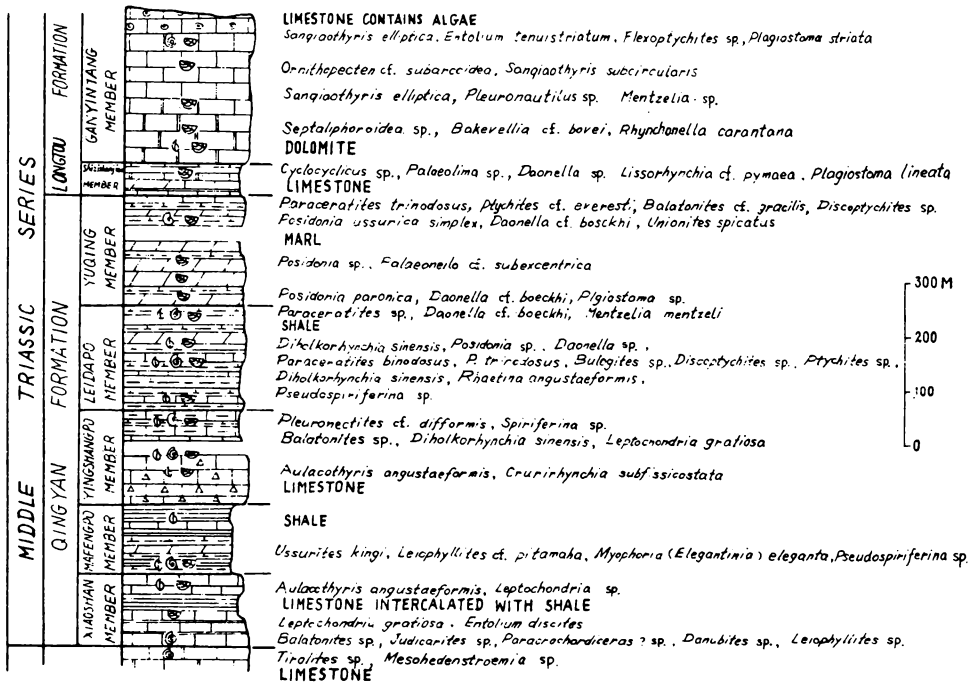 MIDDLE TRIASSIC SERIES
QINGYAN FORMATION
LONGTOU FORMATION
GANYINTANG MEMBER
MEMBER
YUQING MEMBER
LEIDAPO MEMBER
YINGSHANGPO MEMBER
MAFENGPO MEMBER
XIAOSHAN MEMBER
LIMESTONE CONTAINS ALGAE
Sanqiaothyris elliptica, Entolium tenuistriatum, Flexoptychites sp., Plagiostoma striata
Ornithopecten cf. subarcoidea, Sanqiaothyris subcircularis
Sanqiaothyris elliptica, Pleuronautilus sp. Mentzelia sp.
Septaliphoroidea sp., Bakevellia cf. bovei, Rhynchonella carantana
DOLOMITE
Cyclocyclicus sp., Palaeolima sp., Daonella sp. Lissorhynchia cf. pymaea. Plagiostoma lineata
LIMESTONE
Paraceratites trinodosus, Ptychites cf. everesti, Balatonites cf. gracilis, Discoptychites sp.
Posidonia ussurica simplex, Daonella cf. bosckhi, Unionites spicatus
MARL
Posidonia sp., Palaeoneilo cf. subexcentrica
Posidonia paronica, Daonella cf. boeckhi, Plgiostoma sp.
Paraceratites sp., Daonella cf. boeckhi, Mentzelia mentzeli
SHALE
Diholkorhynchia sinensis, Posidonia sp., Daonella sp.,
Paraceratites binodosus, P. tricdosus, Bulogites sp., Discoptychites sp., Ptychites sp.,
Diholkorhynchia sinensis, Rhaetina angustaeformis,
Pseudospiriferina sp.
Pleuronectites cf. difformis, Spiriferina sp.
Balatonites sp., Diholkorhynchia sinensis, Leptochondria gratiosa
Aulacothyris angustaeformis, Crurirhynchia subfissicostata
LIMESTONE
SHALE
Ussurites kingi, Leiophyllites cf. pitamaha, Myophoria (Elegantinia) eleganta, Pseudospiriferina sp.
Aulacothyris angustaeformis, Leptochondria sp.
LIMESTONE INTERCALATED WITH SHALE
Leptochondria gratiosa. Entolium discites
Balatonites sp., Judicarites sp., Paracrochordiceras ? sp., Danubites sp., Leiophyllites sp.
Tirolites sp., Mesohedenstroemia sp.
LIMESTONE
300 M
200
100
0